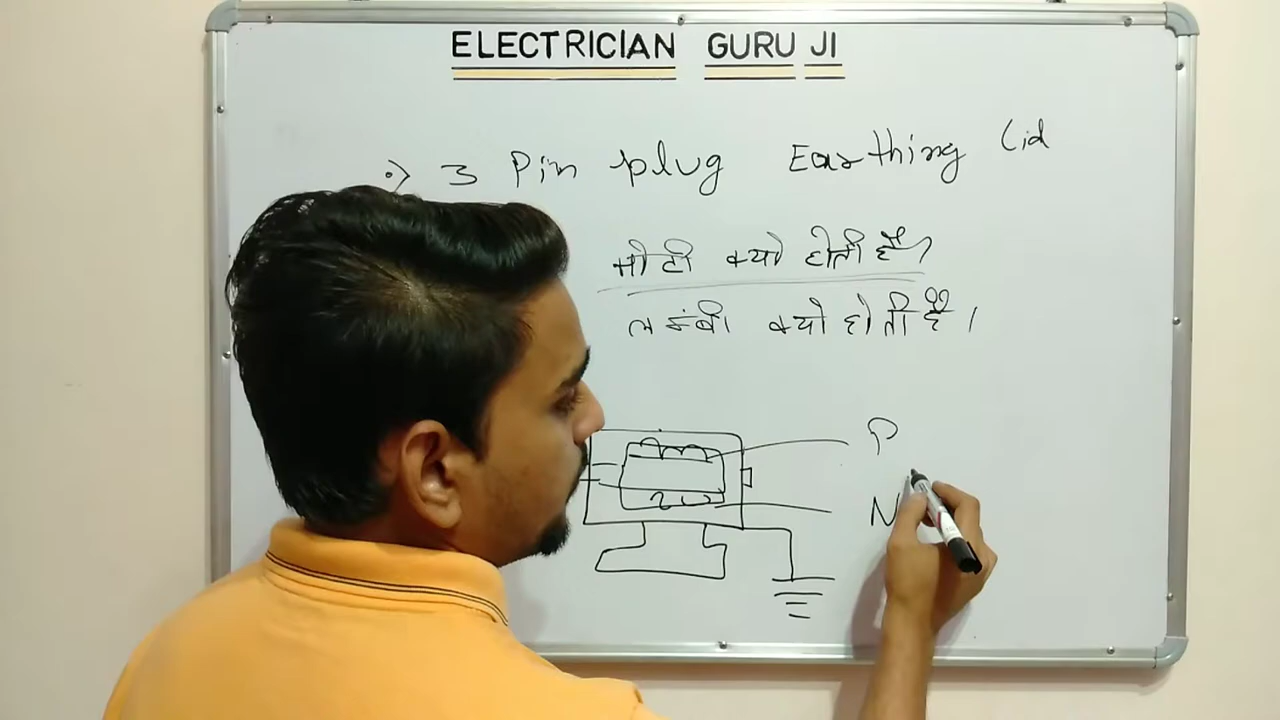 ELECTRICIAN GURU JI
:) 3 Pin plug Earthing Lid
मोटी क्यो होती है,
लम्बी क्यो होती है।
P
N